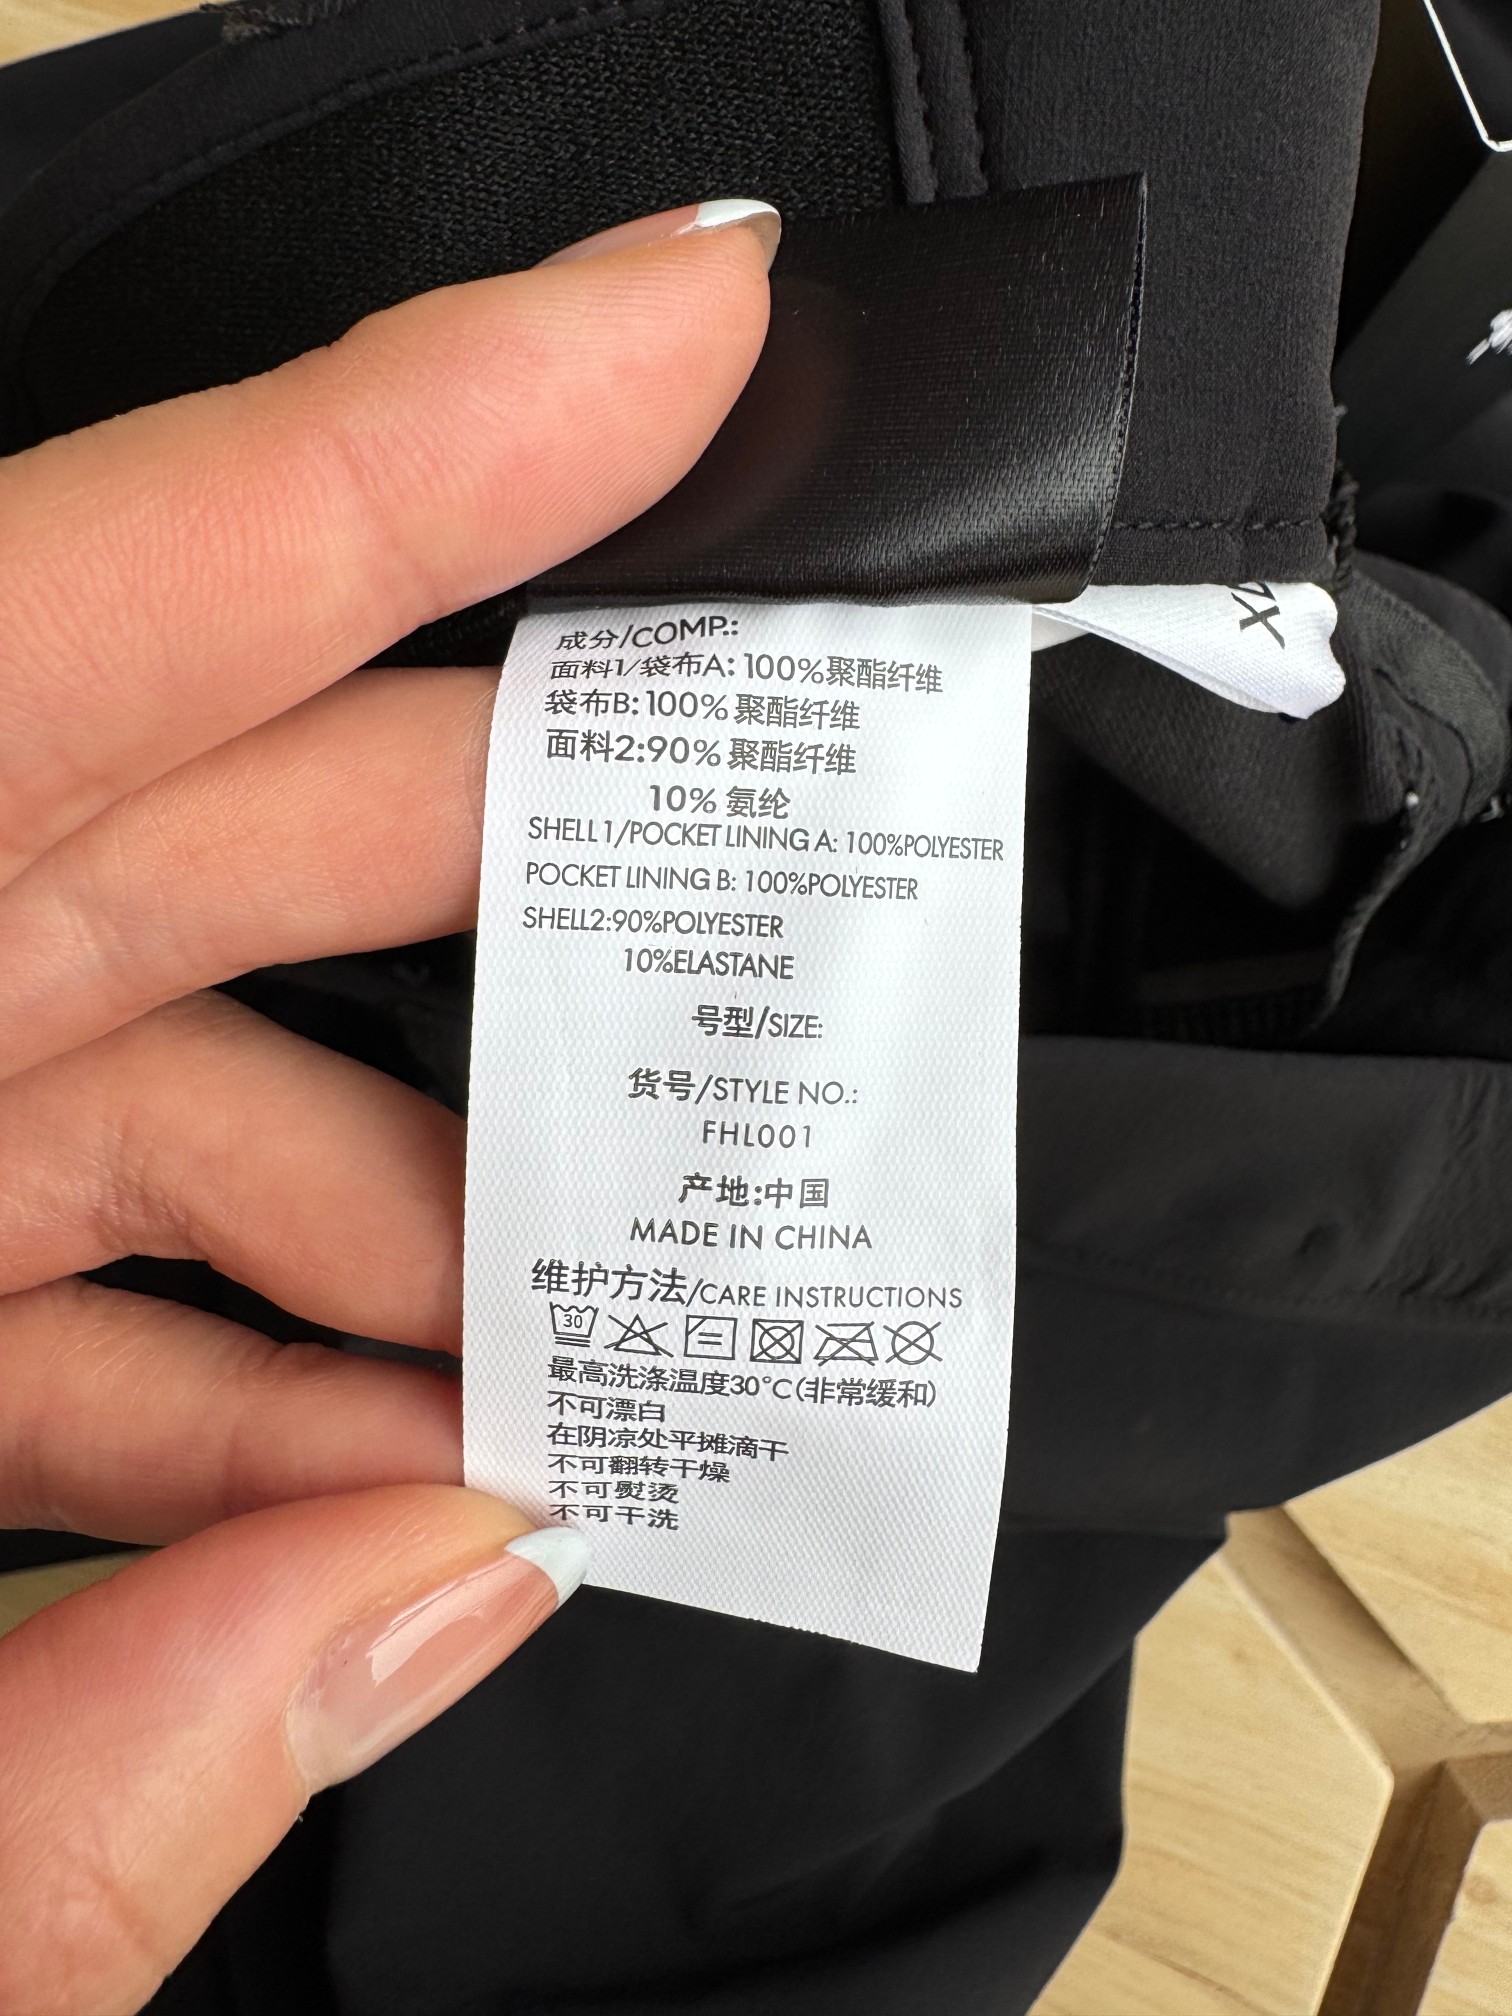 成分/COMP.:
面料1/袋布A: 100%聚酯纤维
袋布B: 100%聚酯纤维
面料2:90%聚酯纤维
10% 氨纶
SHELL 1/POCKET LINING A: 100%POLYESTER
POCKET LINING B: 100%POLYESTER
SHELL2:90%POLYESTER
10%ELASTANE
号型/SIZE:
货号/STYLE NO.:
FHL001
产地:中国
MADE IN CHINA
维护方法/CARE INSTRUCTIONS
30
最高洗涤温度30°C(非常缓和)
不可漂白
在阴凉处平摊滴干
不可翻转干燥
不可熨烫
不可干洗